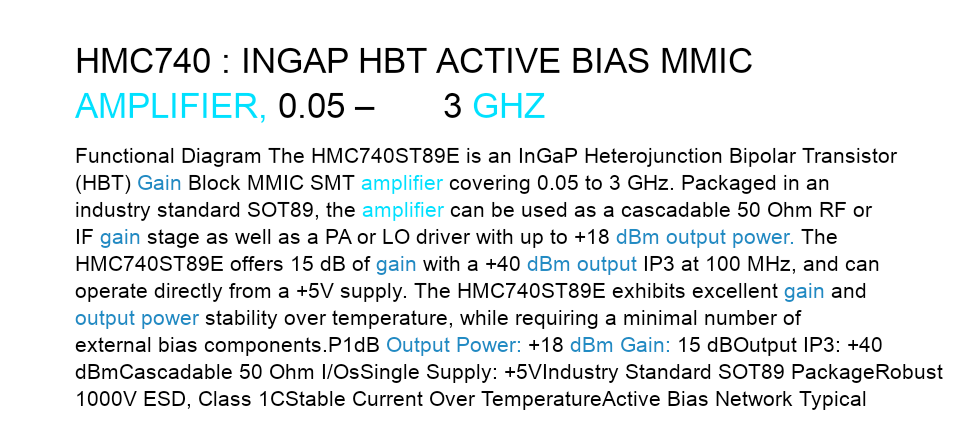 HMC740 : INGAP HBT ACTIVE BIAS MMIC
AMPLIFIER, 0.05 – 3 GHZ
Functional Diagram The HMC740ST89E is an InGaP Heterojunction Bipolar Transistor
(HBT) Gain Block MMIC SMT amplifier covering 0.05 to 3 GHz. Packaged in an
industry standard SOT89, the amplifier can be used as a cascadable 50 Ohm RF or
IF gain stage as well as a PA or LO driver with up to +18 dBm output power. The
HMC740ST89E offers 15 dB of gain with a +40 dBm output IP3 at 100 MHz, and can
operate directly from a +5V supply. The HMC740ST89E exhibits excellent gain and
output power stability over temperature, while requiring a minimal number of
external bias components.P1dB Output Power: +18 dBm Gain: 15 dBOutput IP3: +40
dBmCascadable 50 Ohm I/OsSingle Supply: +5VIndustry Standard SOT89 PackageRobust
1000V ESD, Class 1CStable Current Over TemperatureActive Bias Network Typical